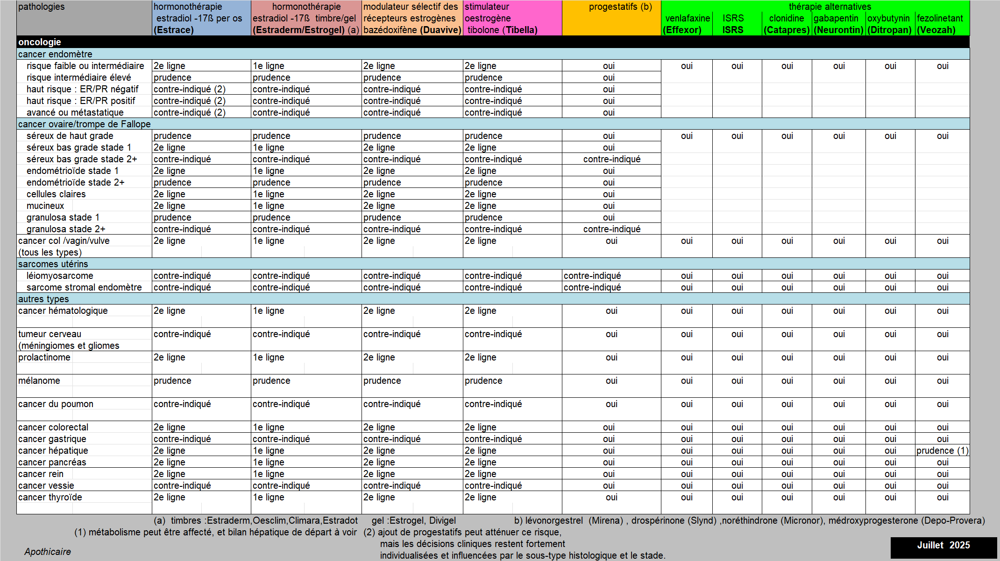 pathologies hormonothérapie hormonothérapie modulateur sélectif des stimulateur progestatifs (b) thérapie alternatives
estradiol -17ß per os estradiol -17ß timbre/gel récepteurs estrogènes oestrogène venlafaxine ISRS clonidine gabapentin oxybutynin fezolinetant
(Estrace) (Estraderm/Estrogel) (a) bazédoxifène (Duavive) tibolone (Tibella) (Effexor) ISRS (Catapres) (Neurontin) (Ditropan) (Veozah)
oncologie
cancer endomètre
risque faible ou intermédiaire 2e ligne 1e ligne 2e ligne 2e ligne oui oui oui oui oui oui oui
risque intermédiaire élevé prudence prudence prudence prudence oui
haut risque : ER/PR négatif contre-indiqué (2) contre-indiqué contre-indiqué contre-indiqué oui
haut risque : ER/PR positif contre-indiqué (2) contre-indiqué contre-indiqué contre-indiqué oui
avancé ou métastatique contre-indiqué (2) contre-indiqué contre-indiqué contre-indiqué oui
cancer ovaire/trompe de Fallope
séreux de haut grade prudence prudence prudence prudence oui oui oui oui oui oui oui
séreux bas grade stade 1 2e ligne 1e ligne 2e ligne 2e ligne oui
séreux bas grade stade 2+ contre-indiqué contre-indiqué contre-indiqué contre-indiqué contre-indiqué
endométrioïde stade 1 2e ligne 1e ligne 2e ligne 2e ligne oui
endométrioïde stade 2+ prudence prudence prudence prudence oui
cellules claires 2e ligne 1e ligne 2e ligne 2e ligne oui
mucineux 2e ligne 1e ligne 2e ligne 2e ligne oui
granulosa stade 1 prudence prudence prudence prudence oui
granulosa stade 2+ contre-indiqué contre-indiqué contre-indiqué contre-indiqué contre-indiqué
cancer col /vagin/vulve 2e ligne 1e ligne 2e ligne 2e ligne oui oui oui oui oui oui oui
(tous les types)
sarcomes utérins
léiomyosarcome contre-indiqué contre-indiqué contre-indiqué contre-indiqué contre-indiqué oui oui oui oui oui oui
sarcome stromal endomètre contre-indiqué contre-indiqué contre-indiqué contre-indiqué contre-indiqué oui oui oui oui oui oui
autres types
cancer hématologique 2e ligne 1e ligne 2e ligne 2e ligne oui oui oui oui oui oui oui
tumeur cerveau contre-indiqué contre-indiqué contre-indiqué contre-indiqué oui oui oui oui oui oui oui
(méningiomes et gliomes
prolactinome 2e ligne 1e ligne 2e ligne 2e ligne oui oui oui oui oui oui oui
mélanome prudence prudence prudence prudence oui oui oui oui oui oui oui
cancer du poumon contre-indiqué contre-indiqué contre-indiqué contre-indiqué oui oui oui oui oui oui oui
cancer colorectal 2e ligne 1e ligne 2e ligne 2e ligne oui oui oui oui oui oui oui
cancer gastrique contre-indiqué contre-indiqué contre-indiqué contre-indiqué oui oui oui oui oui oui oui
cancer hépatique 2e ligne 1e ligne 2e ligne 2e ligne oui oui oui oui oui oui prudence (1)
cancer pancréas 2e ligne 1e ligne 2e ligne 2e ligne oui oui oui oui oui oui oui
cancer rein 2e ligne 1e ligne 2e ligne 2e ligne oui oui oui oui oui oui oui
cancer vessie contre-indiqué contre-indiqué contre-indiqué contre-indiqué oui oui oui oui oui oui oui
cancer thyroïde 2e ligne 1e ligne 2e ligne 2e ligne oui oui oui oui oui oui oui
(a) timbres :Estraderm,Oesclim,Climara,Estradot gel :Estrogel, Divigel b) lévonorgestrel (Mirena) , drospérinone (Slynd) ,noréthindrone (Micronor), médroxyprogesterone (Depo-Provera)
(1) métabolisme peut être affecté, et bilan hépatique de départ à voir (2) ajout de progestatifs peut atténuer ce risque,
mais les décisions cliniques restent fortement
individualisées et influencées par le sous-type histologique et le stade.
Apothicaire
Juillet 2025